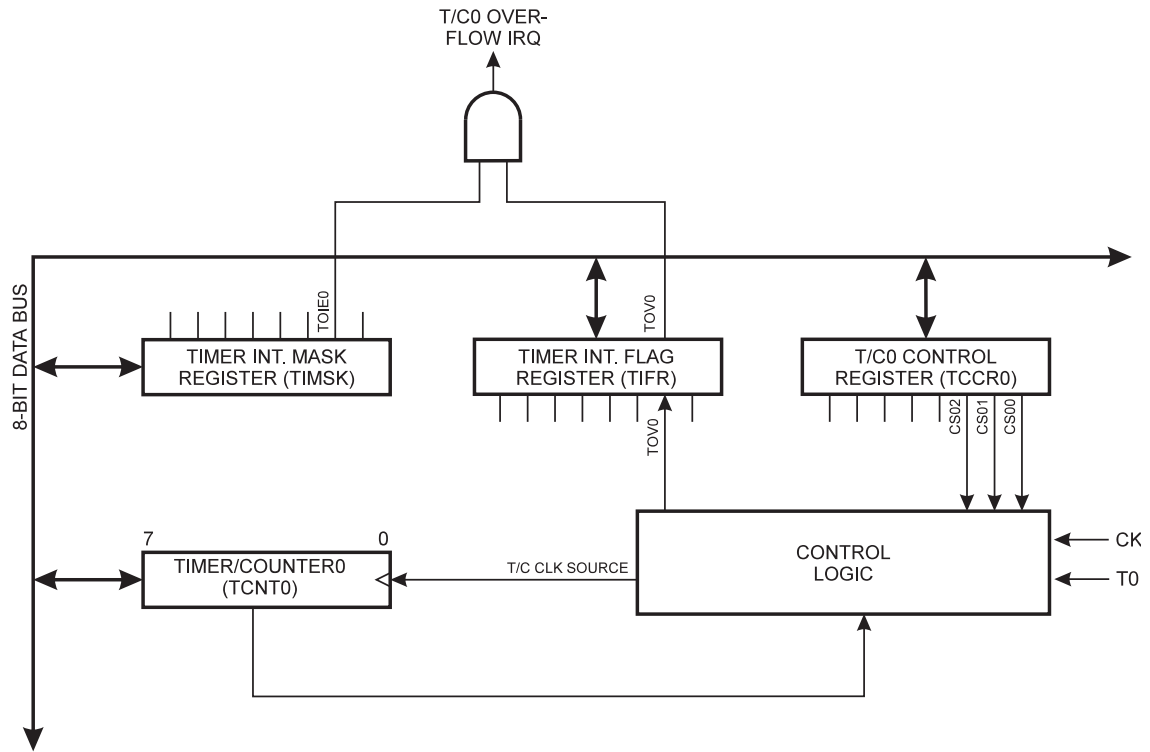 T/C0 OVER-
FLOW IRQ
8-BIT DATA BUS
TOIE0
TOV0
TIMER INT. MASK
REGISTER (TIMSK)
TIMER INT. FLAG
REGISTER (TIFR)
T/C0 CONTROL
REGISTER (TCCR0)
TOV0
CS02
CS01
CS00
7
0
TIMER/COUNTER0
(TCNT0)
T/C CLK SOURCE
CONTROL
LOGIC
CK
T0